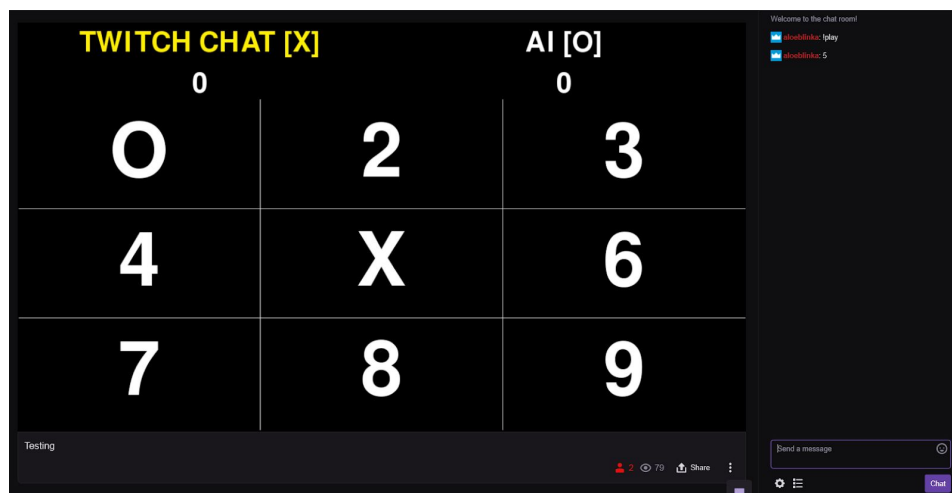 TWITCH CHAT [X] AI [O]
0 0
O 2 3
4 X 6
7 8 9
Testing
2 79 Share
Welcome to the chat room!
aloeblinka: !play
aloeblinka: 5
Send a message
Chat